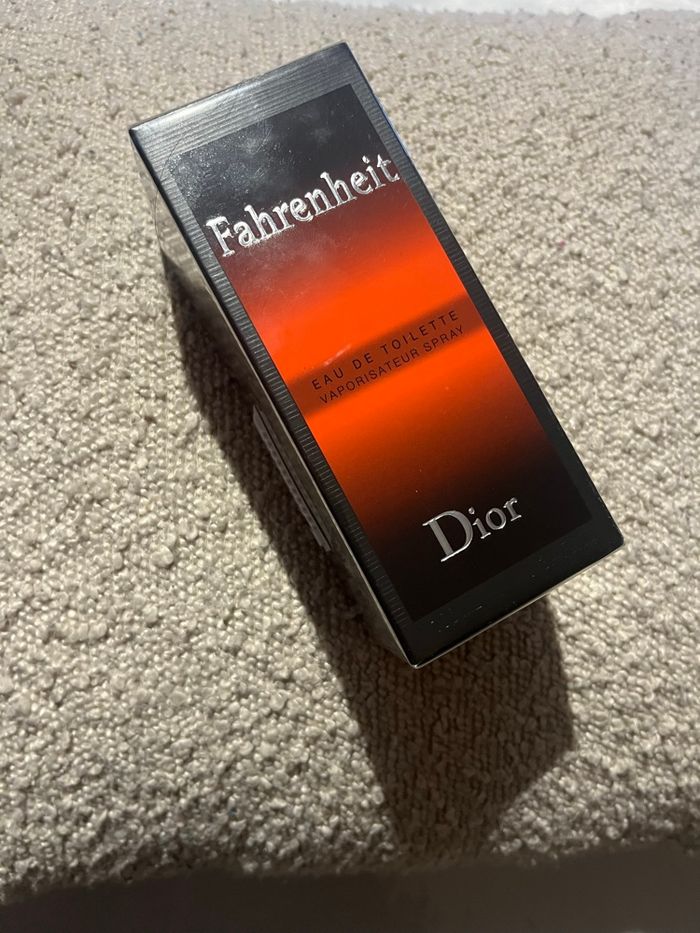 Fahrenheit
EAU DE TOILETTE
VAPORISATEUR SPRAY
Dior